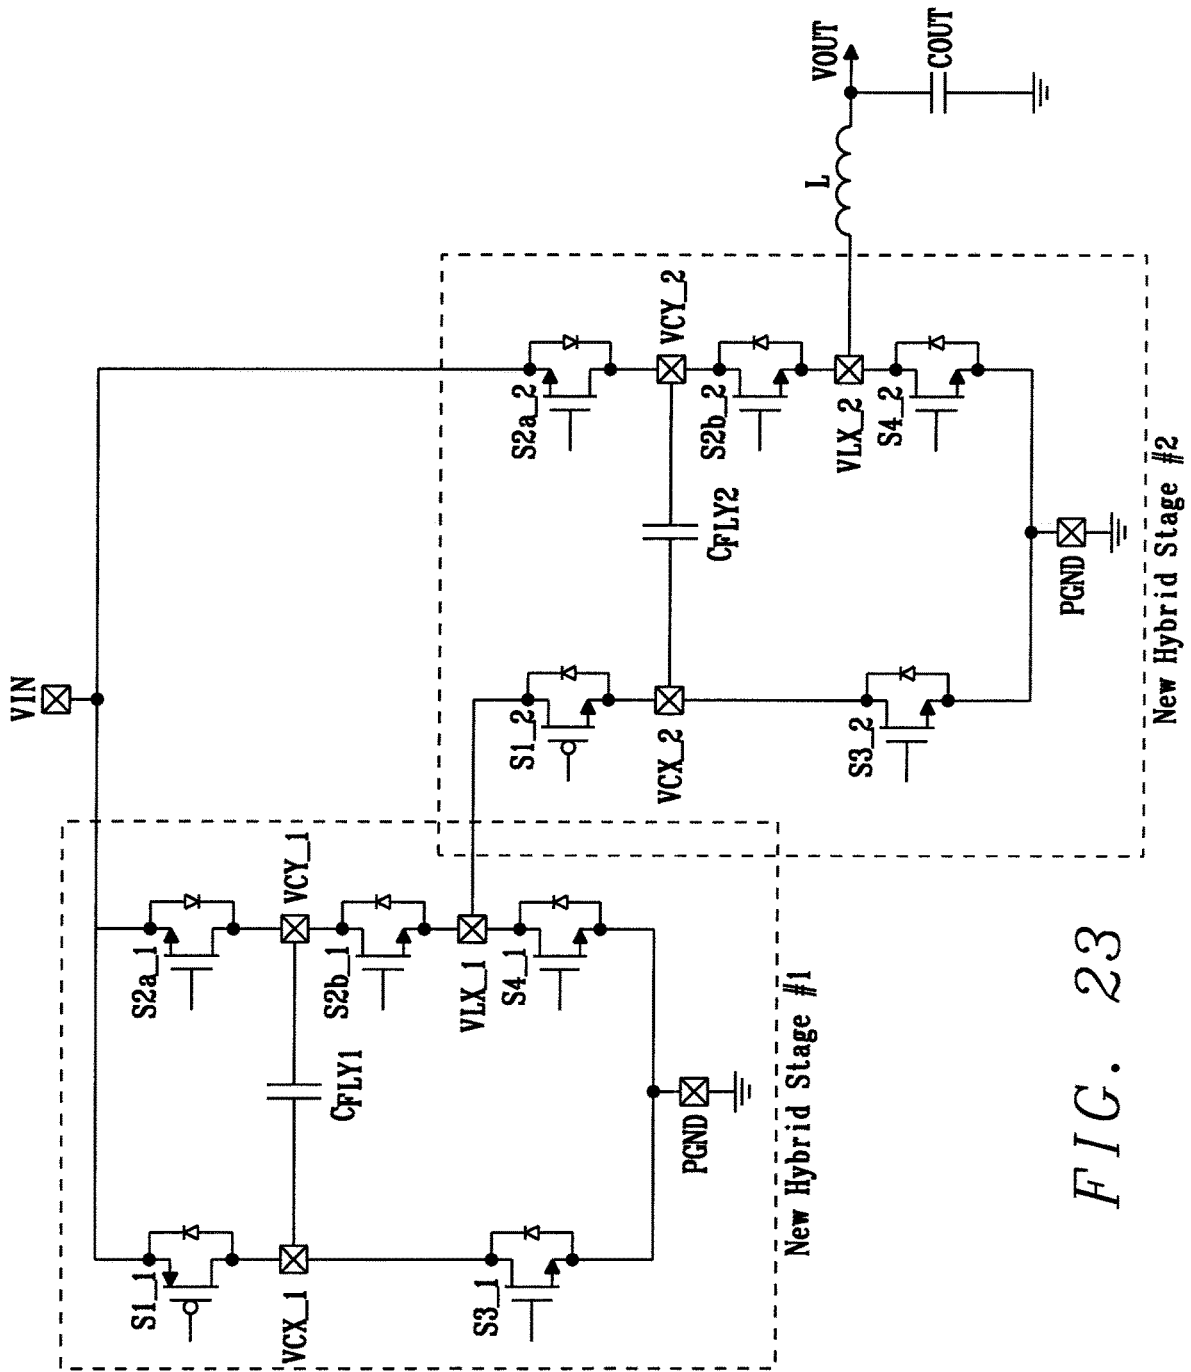 VIN
S1_1
S2a_1
VCX_1
CFLY1
VCY_1
S2b_1
VLX_1
S3_1
S4_1
PGND
New Hybrid Stage #1
S1_2
S2a_2
VCX_2
CFLY2
VCY_2
S2b_2
VLX_2
S3_2
S4_2
PGND
New Hybrid Stage #2
L
VOUT
COUT
FIG. 23